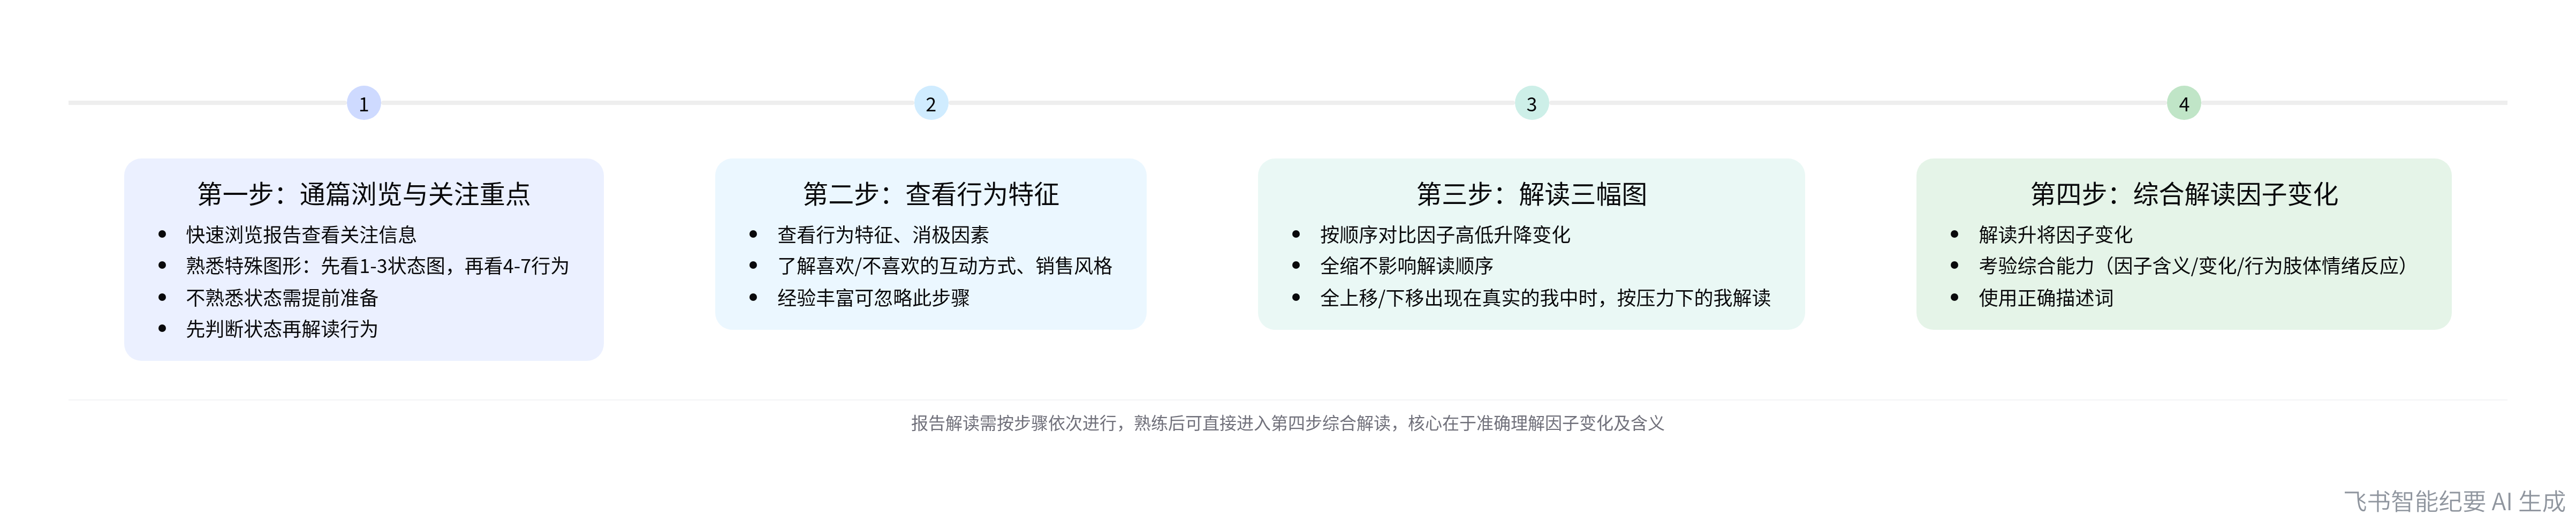 1
2
3
4
第一步：通篇浏览与关注重点
快速浏览报告查看关注信息
熟悉特殊图形：先看1-3状态图，再看4-7行为
不熟悉状态需提前准备
先判断状态再解读行为
第二步：查看行为特征
查看行为特征、消极因素
了解喜欢/不喜欢的互动方式、销售风格
经验丰富可忽略此步骤
第三步：解读三幅图
按顺序对比因子高低升降变化
全缩不影响解读顺序
全上移/下移出现在真实的我中时，按压力下的我解读
第四步：综合解读因子变化
解读升将因子变化
考验综合能力（因子含义/变化/行为肢体情绪反应）
使用正确描述词
报告解读需按步骤依次进行，熟练后可直接进入第四步综合解读，核心在于准确理解因子变化及含义
飞书智能纪要 AI 生成